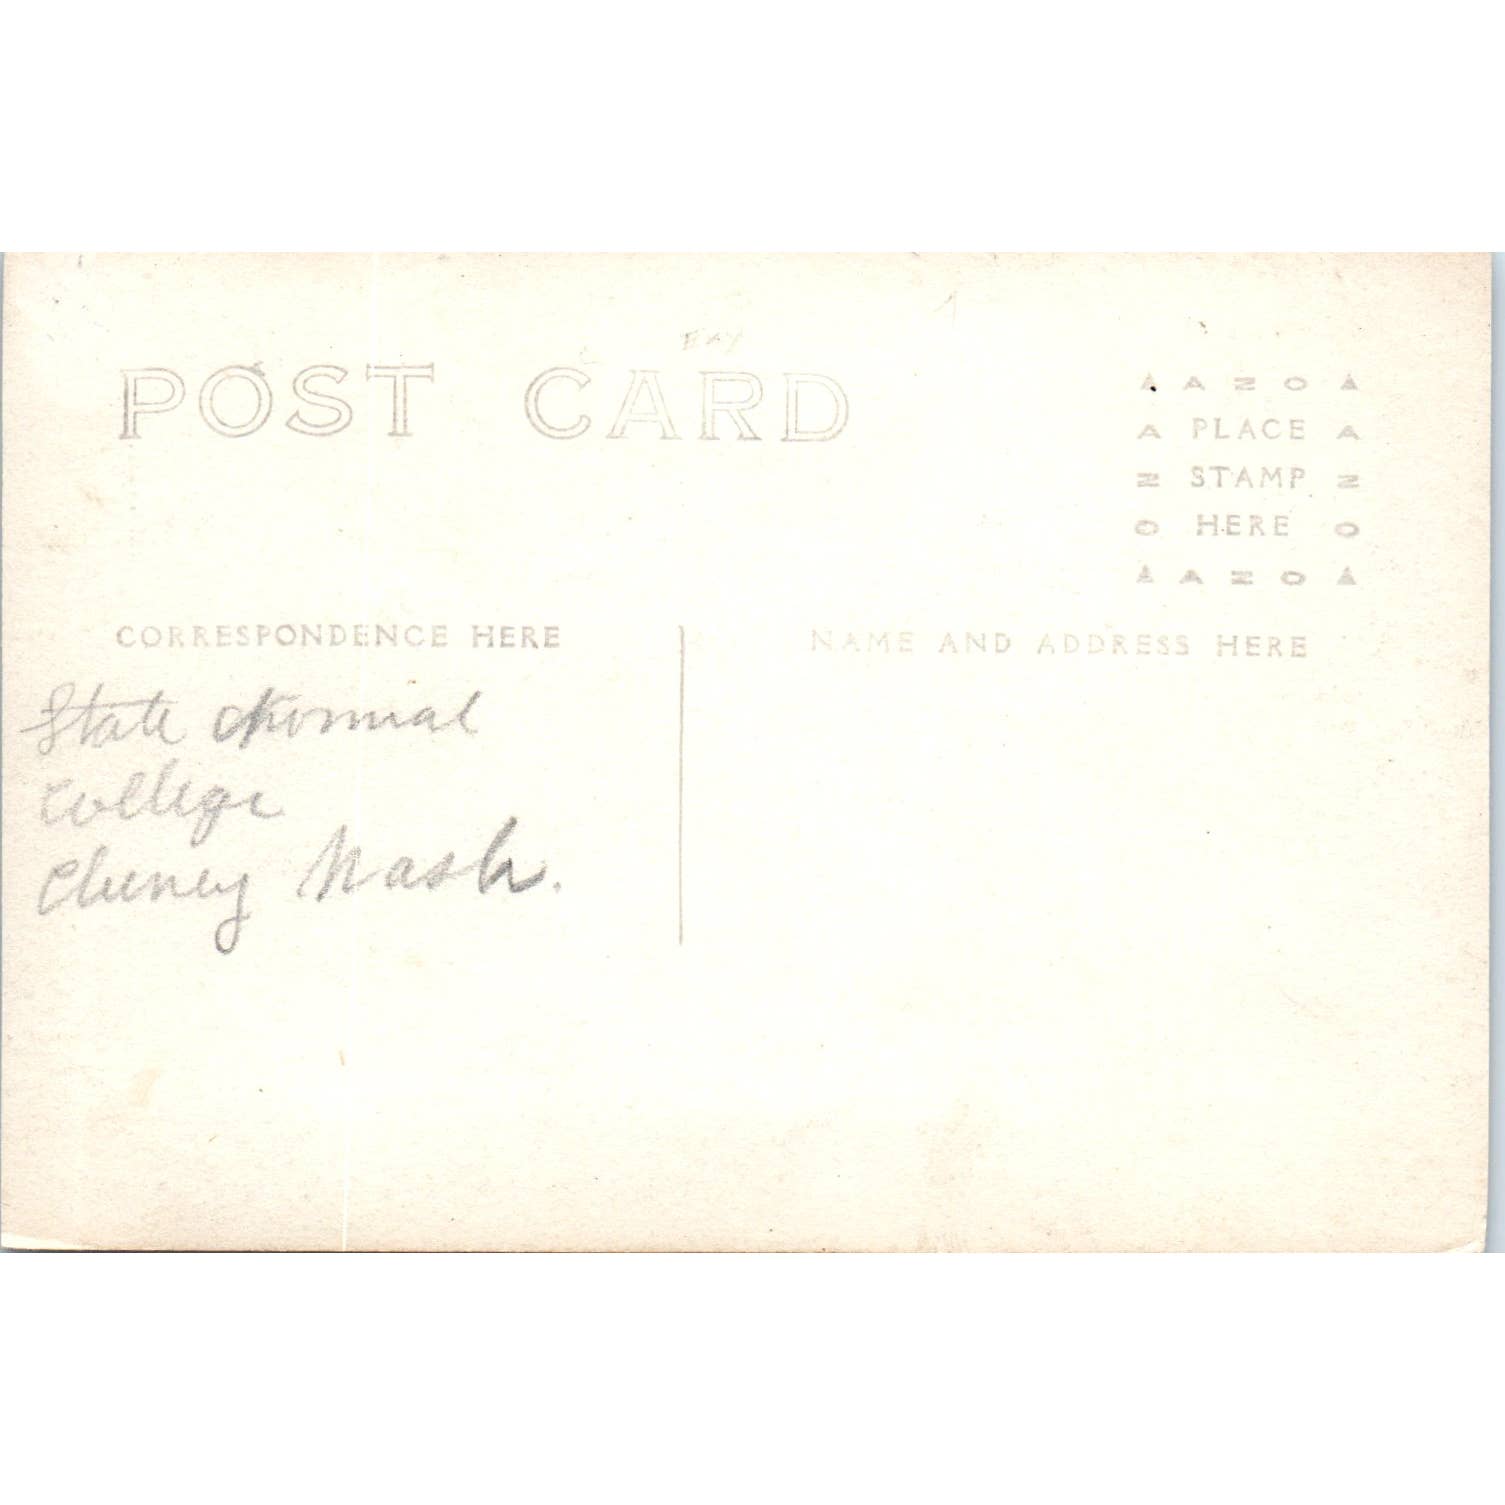 POST CARD
▲ AZO ▲
A PLACE A
Z STAMP Z
O HERE O
▲ AZO ▲
CORRESPONDENCE HERE
NAME AND ADDRESS HERE
State Normal
College
Cheney Wash.